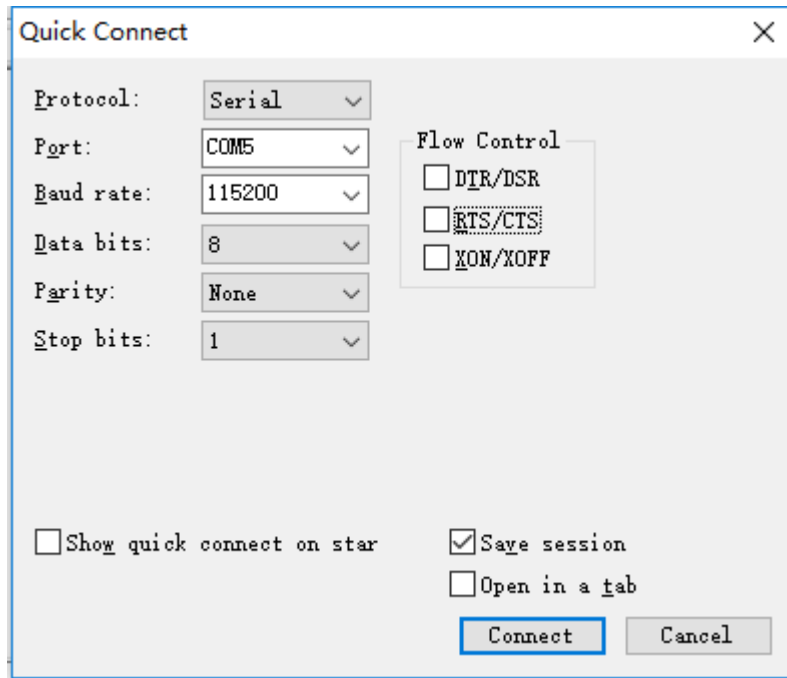 Quick Connect
Protocol: Serial
Port: COM5
Baud rate: 115200
Data bits: 8
Parity: None
Stop bits: 1
Flow Control
DTR/DSR
RTS/CTS
XON/XOFF
Show quick connect on star
Save session
Open in a tab
Connect Cancel